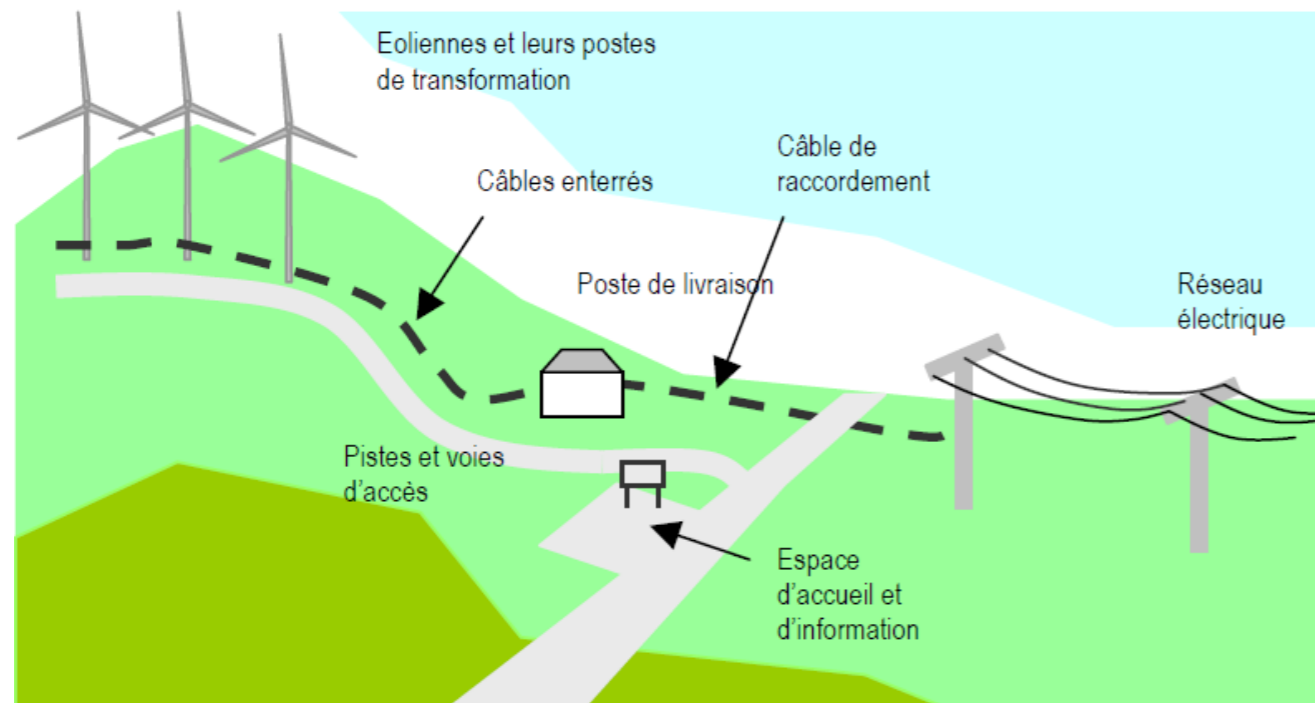 Eoliennes et leurs postes
de transformation
Câble de
raccordement
Câbles enterrés
Poste de livraison
Réseau
électrique
Pistes et voies
d'accès
Espace
d'accueil et
d'information